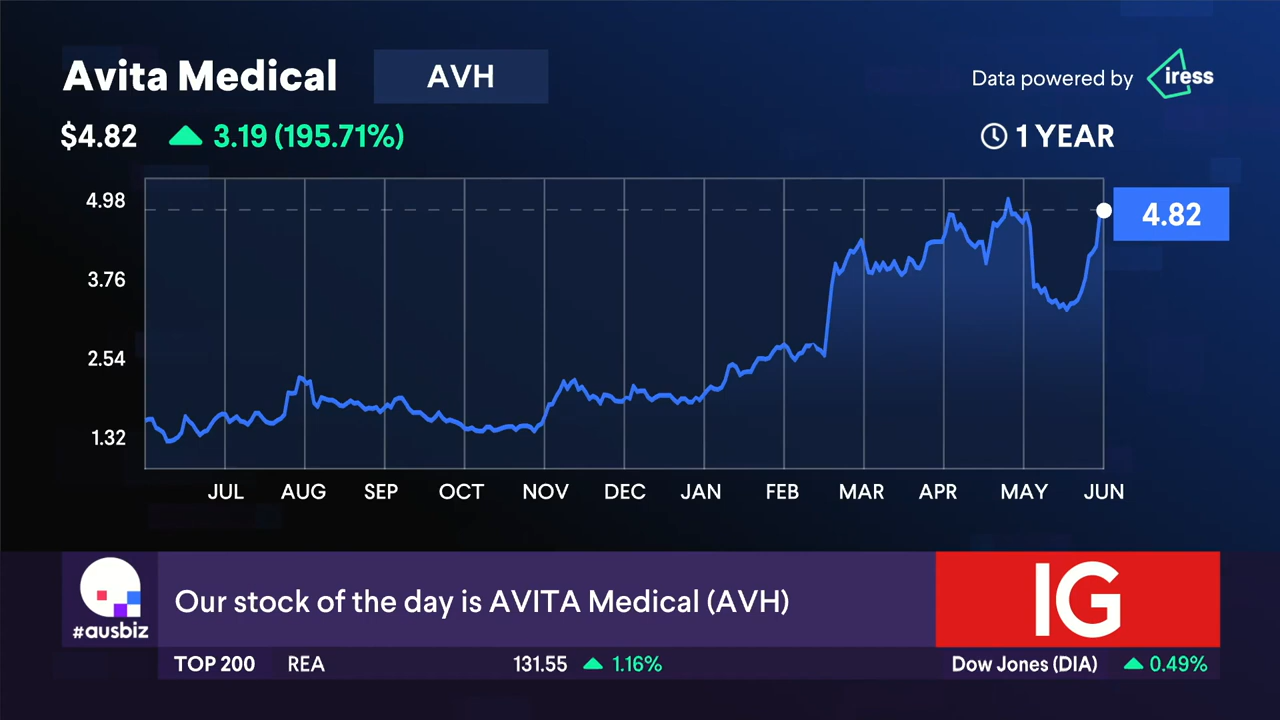 Avita Medical AVH
Data powered by iress
$4.82 ▲ 3.19 (195.71%)
1 YEAR
4.98
4.82
3.76
2.54
1.32
JUL AUG SEP OCT NOV DEC JAN FEB MAR APR MAY JUN
#ausbiz
Our stock of the day is AVITA Medical (AVH)
IG
TOP 200 REA 131.55 ▲ 1.16%
Dow Jones (DIA) ▲ 0.49%